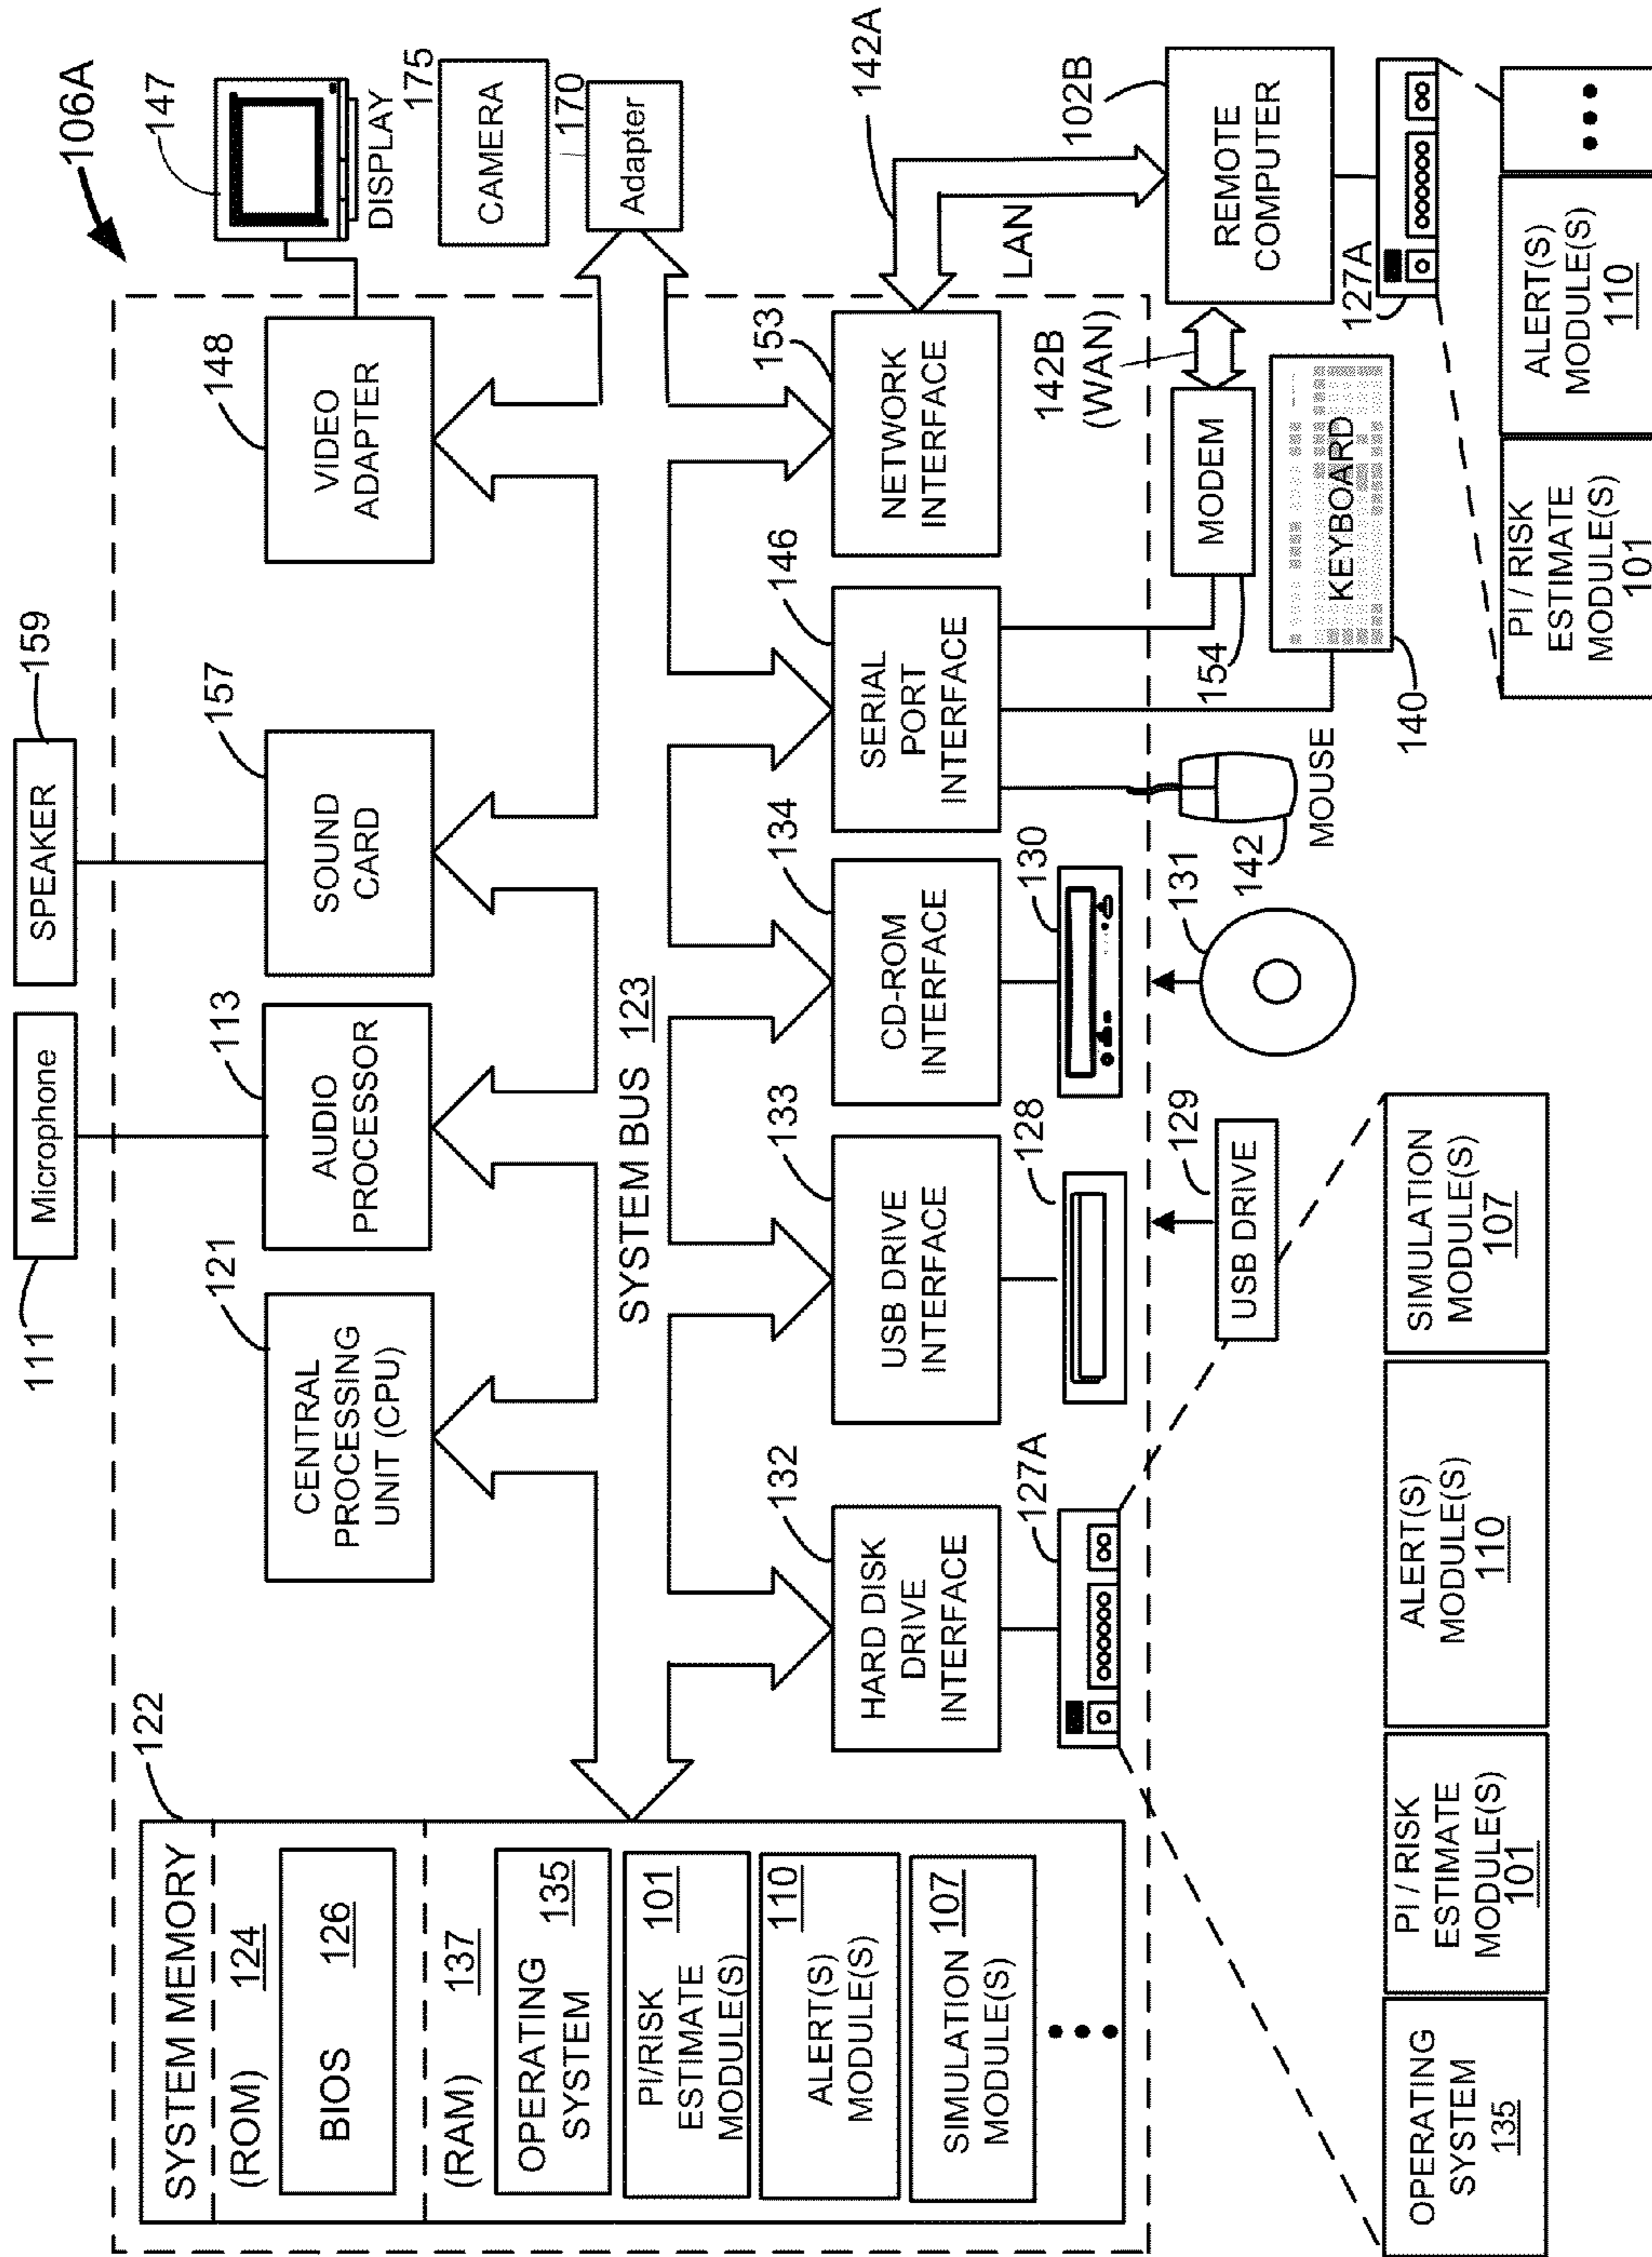 106A
147
DISPLAY
175
CAMERA
170
Adapter
159
SPEAKER
Microphone
111
148
VIDEO
ADAPTER
157
SOUND
CARD
113
AUDIO
PROCESSOR
121
CENTRAL
PROCESSING
UNIT (CPU)
122
SYSTEM MEMORY
(ROM) 124
BIOS 126
(RAM) 137
OPERATING
SYSTEM 135
PI/RISK 101
ESTIMATE
MODULE(S)
110
ALERT(S)
MODULE(S)
SIMULATION 107
MODULE(S)
SYSTEM BUS 123
132
HARD DISK
DRIVE
INTERFACE
133
USB DRIVE
INTERFACE
134
CD-ROM
INTERFACE
146
SERIAL
PORT
INTERFACE
153
NETWORK
INTERFACE
142A
LAN
127A
128
129
USB DRIVE
130
131
142
MOUSE
154
MODEM
142B
(WAN)
102B
REMOTE
COMPUTER
KEYBOARD
140
127A
OPERATING
SYSTEM
135
PI / RISK
ESTIMATE
MODULE(S)
101
ALERT(S)
MODULE(S)
110
SIMULATION
MODULE(S)
107
PI / RISK
ESTIMATE
MODULE(S)
101
ALERT(S)
MODULE(S)
110